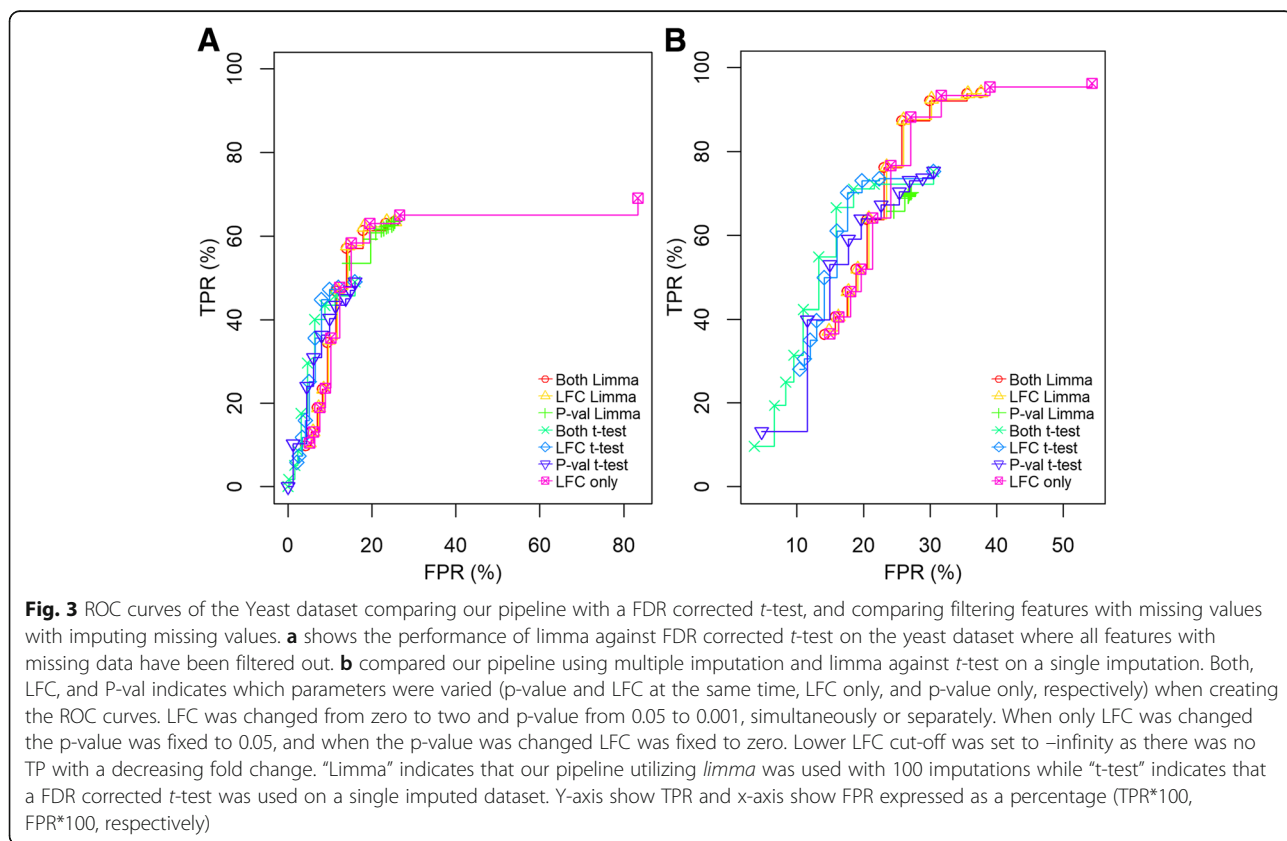 A
B
100
80
60
40
20
0
TPR (%)
Both Limma
LFC Limma
P-val Limma
Both t-test
LFC t-test
P-val t-test
LFC only
0 20 40 60 80
FPR (%)
100
80
60
40
20
0
TPR (%)
Both Limma
LFC Limma
P-val Limma
Both t-test
LFC t-test
P-val t-test
LFC only
10 20 30 40 50
FPR (%)
Fig. 3 ROC curves of the Yeast dataset comparing our pipeline with a FDR corrected t-test, and comparing filtering features with missing values
with imputing missing values. a shows the performance of limma against FDR corrected t-test on the yeast dataset where all features with
missing data have been filtered out. b compared our pipeline using multiple imputation and limma against t-test on a single imputation. Both,
LFC, and P-val indicates which parameters were varied (p-value and LFC at the same time, LFC only, and p-value only, respectively) when creating
the ROC curves. LFC was changed from zero to two and p-value from 0.05 to 0.001, simultaneously or separately. When only LFC was changed
the p-value was fixed to 0.05, and when the p-value was changed LFC was fixed to zero. Lower LFC cut-off was set to –infinity as there was no
TP with a decreasing fold change. “Limma” indicates that our pipeline utilizing limma was used with 100 imputations while “t-test” indicates that
a FDR corrected t-test was used on a single imputed dataset. Y-axis show TPR and x-axis show FPR expressed as a percentage (TPR*100,
FPR*100, respectively)